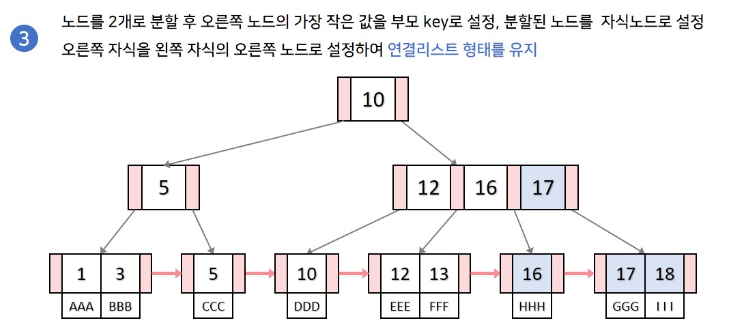 3
노드를 2개로 분할 후 오른쪽 노드의 가장 작은 값을 부모 key로 설정, 분할된 노드를 자식노드로 설정
오른쪽 자식을 왼쪽 자식의 오른쪽 노드로 설정하여 연결리스트 형태를 유지
10
5
12 16 17
1 3 5 10 12 13 16 17 18
AAA BBB CCC DDD EEE FFF HHH GGG III